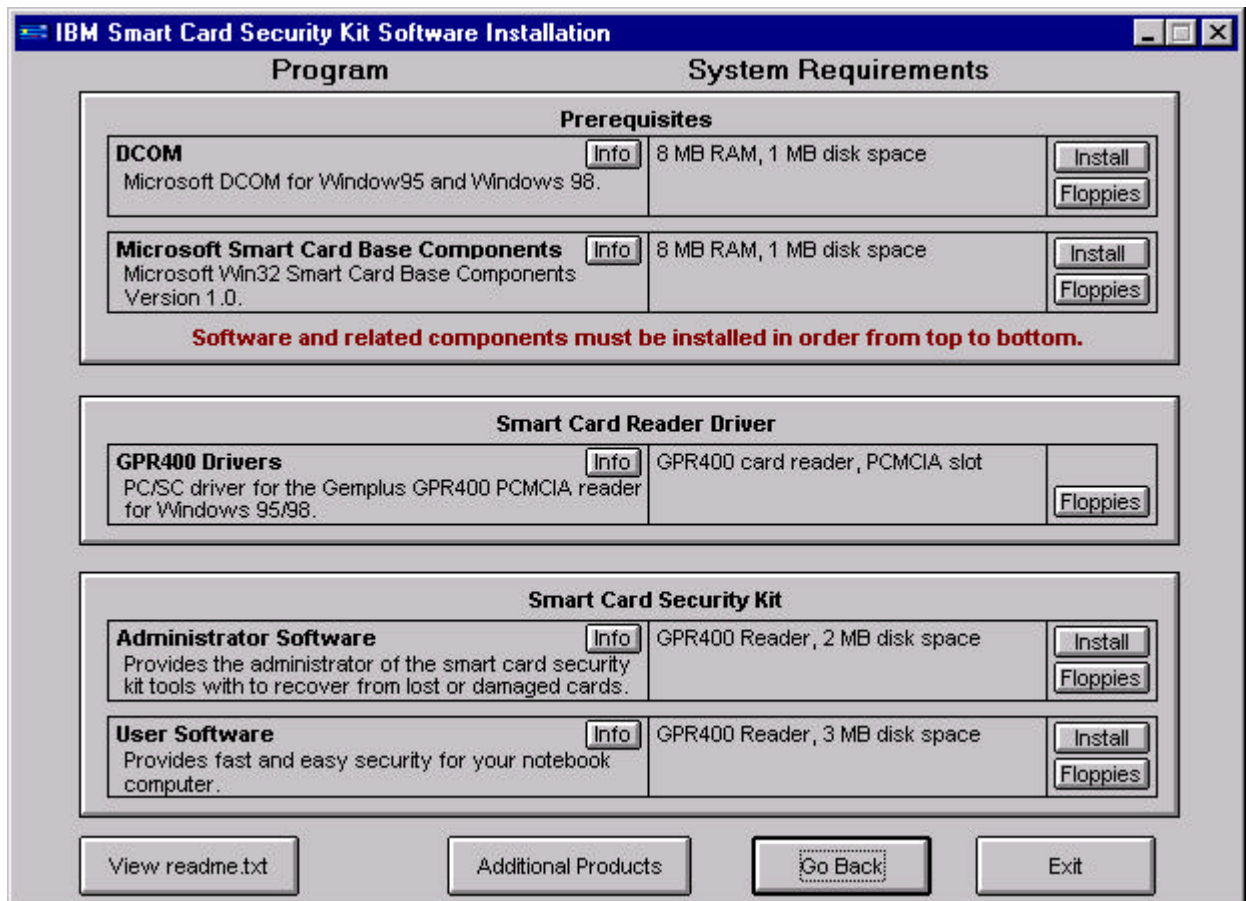 IBM Smart Card Security Kit Software Installation
Program
System Requirements
Prerequisites
DCOM
Info
8 MB RAM, 1 MB disk space
Install
Microsoft DCOM for Window95 and Windows 98.
Floppies
Microsoft Smart Card Base Components
Info
8 MB RAM, 1 MB disk space
Install
Microsoft Win32 Smart Card Base Components
Version 1.0.
Floppies
Software and related components must be installed in order from top to bottom.
Smart Card Reader Driver
GPR400 Drivers
Info
GPR400 card reader, PCMCIA slot
PC/SC driver for the Gemplus GPR400 PCMCIA reader
for Windows 95/98.
Floppies
Smart Card Security Kit
Administrator Software
Info
GPR400 Reader, 2 MB disk space
Install
Provides the administrator of the smart card security
kit tools with to recover from lost or damaged cards.
Floppies
User Software
Info
GPR400 Reader, 3 MB disk space
Install
Provides fast and easy security for your notebook
computer.
Floppies
View readme.txt
Additional Products
Go Back
Exit